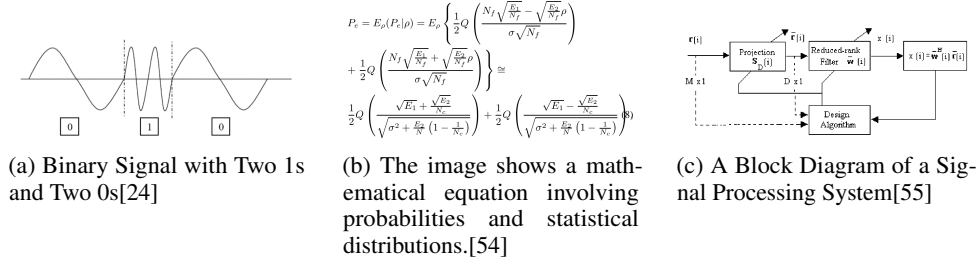 0 1 0
(a) Binary Signal with Two 1s
and Two 0s[24]
P_e = E_ρ(P_e|ρ) = E_ρ { 1/2 Q ( (N_f √(E_1/N_f) − √(E_2/N_f) ρ) / (σ√N_f) )
+ 1/2 Q ( (N_f √(E_1/N_f) + √(E_2/N_f) ρ) / (σ√N_f) ) } ≅
1/2 Q ( (√E_1 + √E_2/N_c) / √(σ² + E_2/N (1 − 1/N_c)) ) + 1/2 Q ( (√E_1 − √E_2/N_c) / √(σ² + E_2/N (1 − 1/N_c)) ) (8)
(b) The image shows a math-
ematical equation involving
probabilities and statistical
distributions.[54]
r[i]
M x1
Projection
S_D[i]
r̄[i]
D x1
Reduced-rank
Filter w̄[i]
x [i]
x [i] = w̄^H[i] r̄[i]
Design
Algorithm
(c) A Block Diagram of a Sig-
nal Processing System[55]